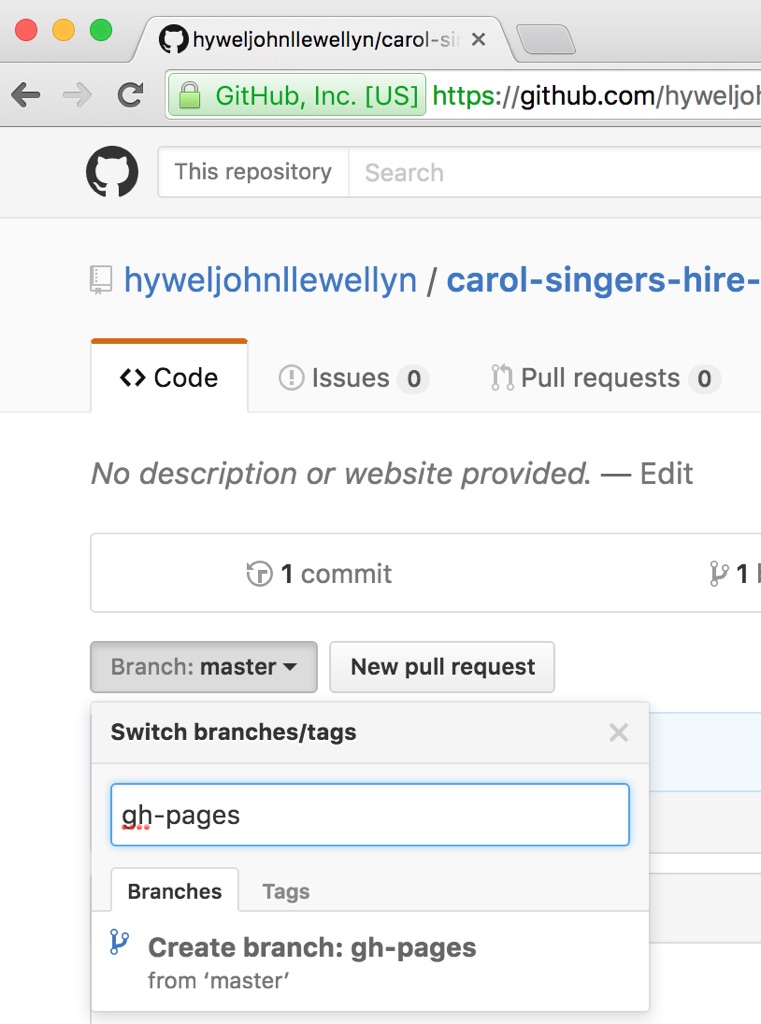 hyweljohnllewellyn/carol-si
GitHub, Inc. [US] https://github.com/hyweljoh
This repository Search
hyweljohnllewellyn / carol-singers-hire-
Code Issues 0 Pull requests 0
No description or website provided. — Edit
1 commit 1
Branch: master New pull request
Switch branches/tags
gh-pages
Branches Tags
Create branch: gh-pages
from ‘master’